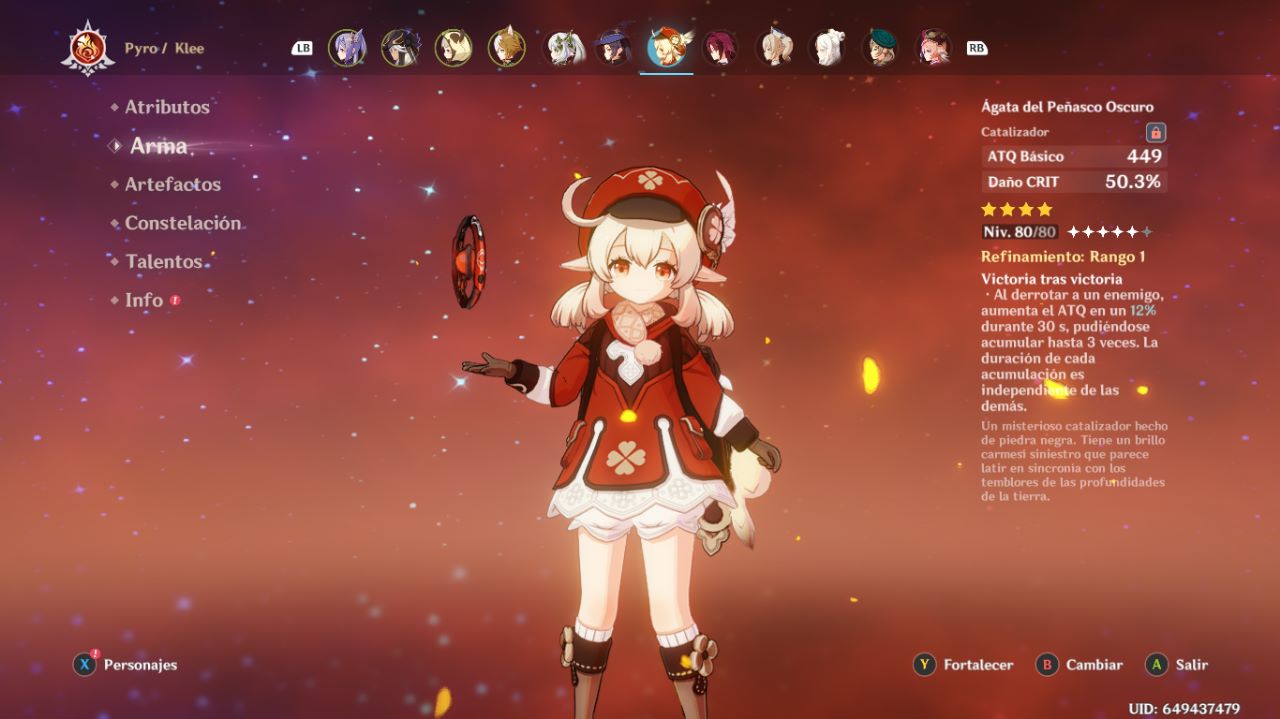 Pyro / Klee
LB
RB
Atributos
Arma
Artefactos
Constelación
Talentos
Info !
Ágata del Peñasco Oscuro
Catalizador
ATQ Básico 449
Daño CRIT 50.3%
Niv. 80/80
Refinamiento: Rango 1
Victoria tras victoria
· Al derrotar a un enemigo,
aumenta el ATQ en un 12%
durante 30 s, pudiéndose
acumular hasta 3 veces. La
duración de cada
acumulación es
independiente de las
demás.
Un misterioso catalizador hecho
de piedra negra. Tiene un brillo
carmesí siniestro que parece
latir en sincronía con los
temblores de las profundidades
de la tierra.
X ! Personajes
Y Fortalecer
B Cambiar
A Salir
UID: 649437479